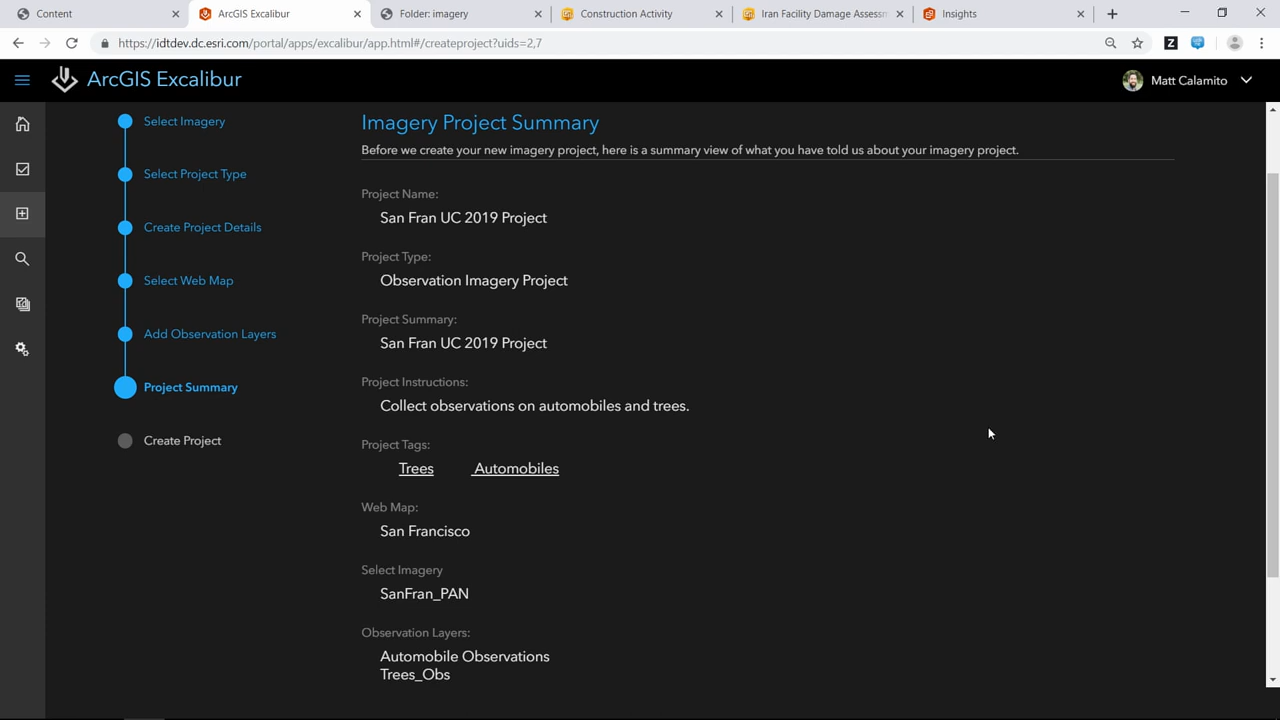 Content
ArcGIS Excalibur
Folder: imagery
Construction Activity
Iran Facility Damage Assessm
Insights
https://idtdev.dc.esri.com/portal/apps/excalibur/app.html#/createproject?uids=2,7
Z
ArcGIS Excalibur
Matt Calamito
Select Imagery
Select Project Type
Create Project Details
Select Web Map
Add Observation Layers
Project Summary
Create Project
Imagery Project Summary
Before we create your new imagery project, here is a summary view of what you have told us about your imagery project.
Project Name:
San Fran UC 2019 Project
Project Type:
Observation Imagery Project
Project Summary:
San Fran UC 2019 Project
Project Instructions:
Collect observations on automobiles and trees.
Project Tags:
Trees Automobiles
Web Map:
San Francisco
Select Imagery
SanFran_PAN
Observation Layers:
Automobile Observations
Trees_Obs